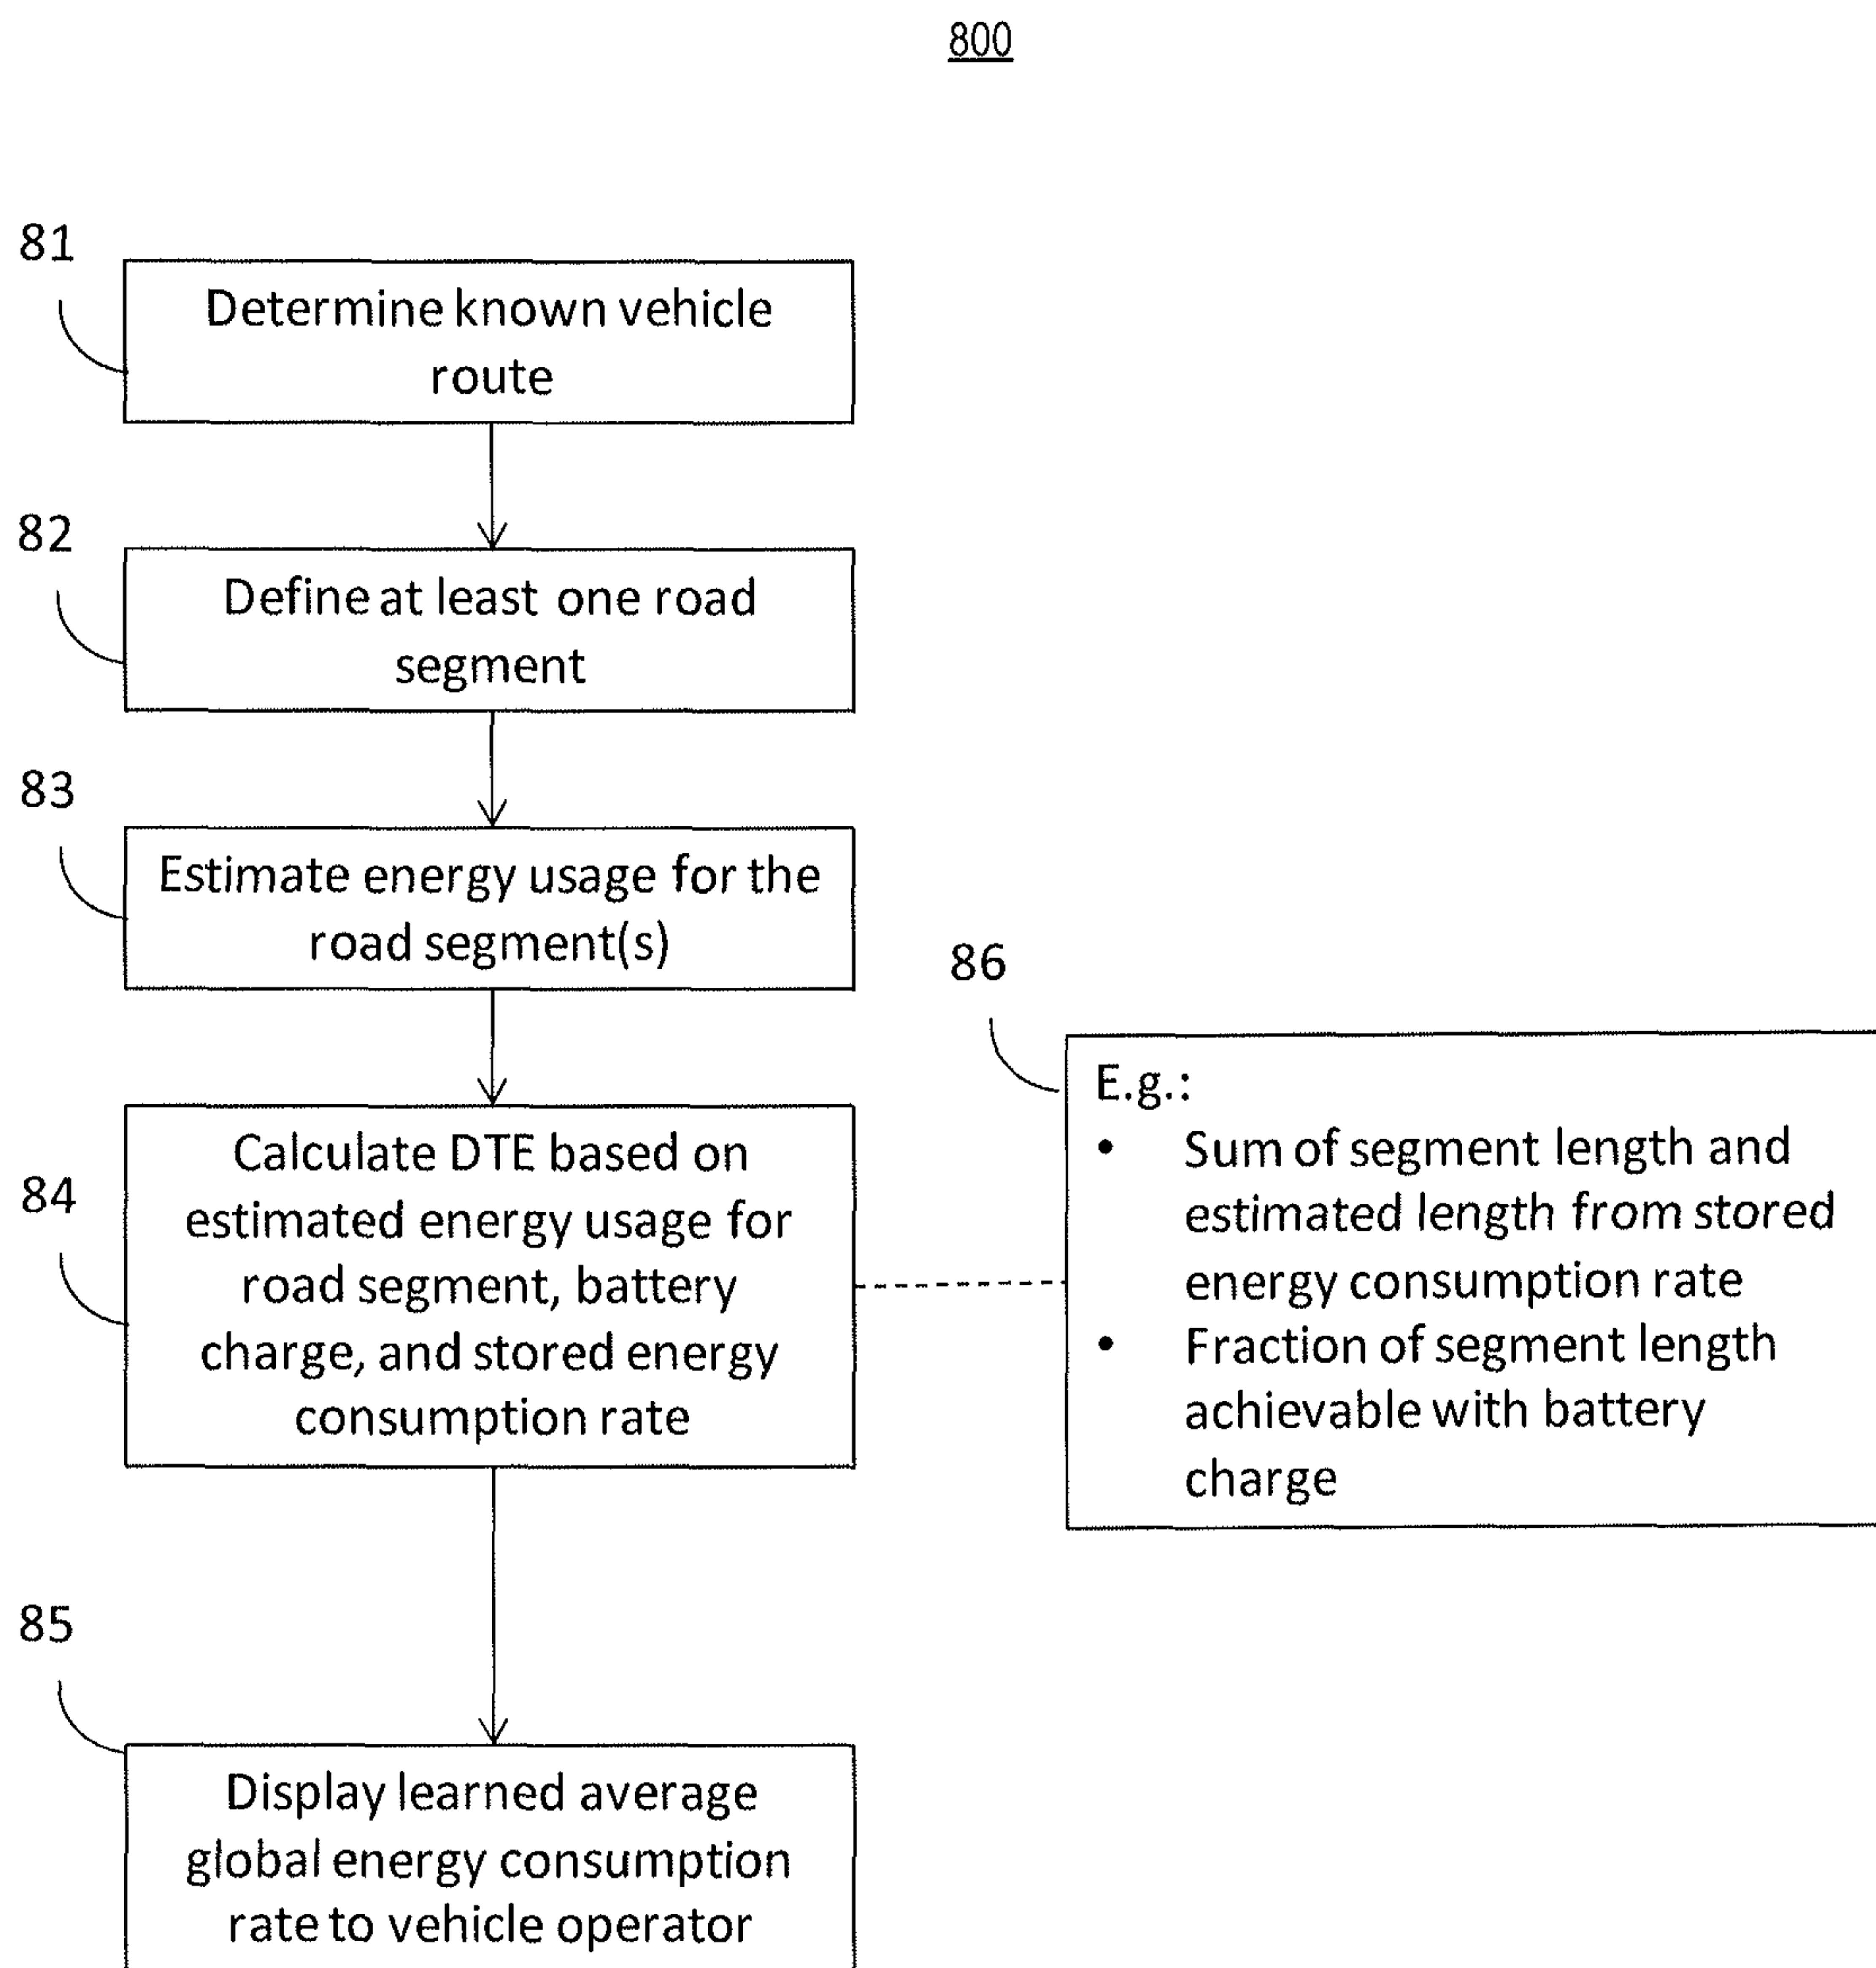 800
81
Determine known vehicle
route
82
Define at least one road
segment
83
Estimate energy usage for the
road segment(s)
84
Calculate DTE based on
estimated energy usage for
road segment, battery
charge, and stored energy
consumption rate
86
E.g.:
• Sum of segment length and
estimated length from stored
energy consumption rate
• Fraction of segment length
achievable with battery
charge
85
Display learned average
global energy consumption
rate to vehicle operator